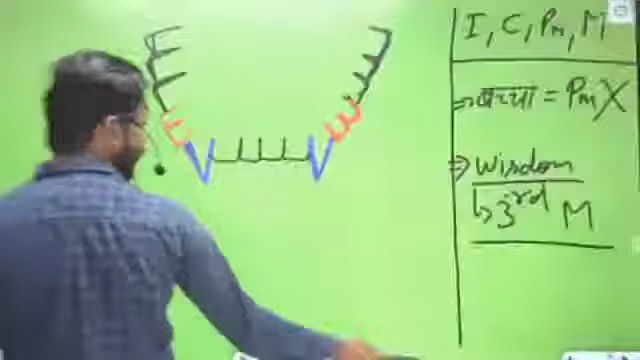 I, C, Pm, M
⇒ बच्चा = Pm X
⇒ Wisdom
↳ 3rd M